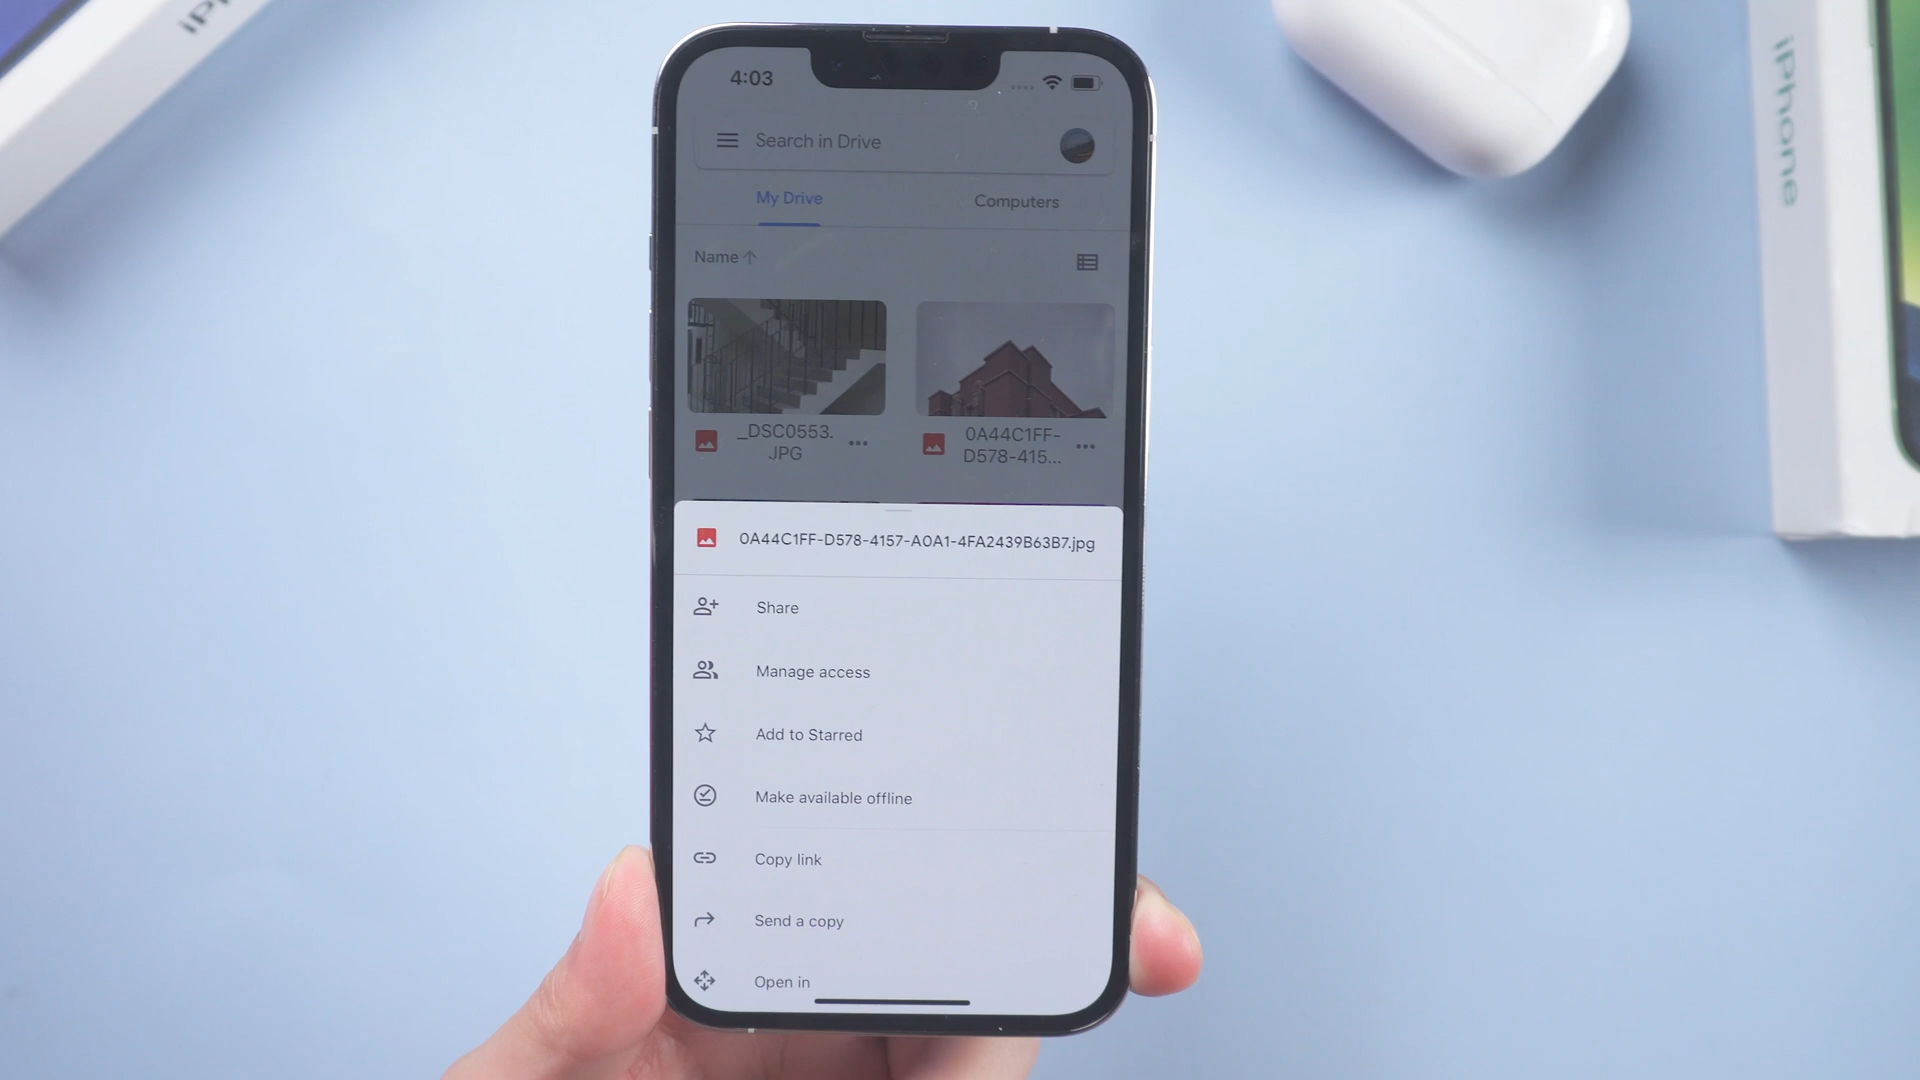 4:03
Search in Drive
My Drive
Computers
Name
_DSC0553.
.JPG
0A44C1FF-
D578-415...
0A44C1FF-D578-4157-A0A1-4FA2439B63B7.jpg
Share
Manage access
Add to Starred
Make available offline
Copy link
Send a copy
Open in
iPhone